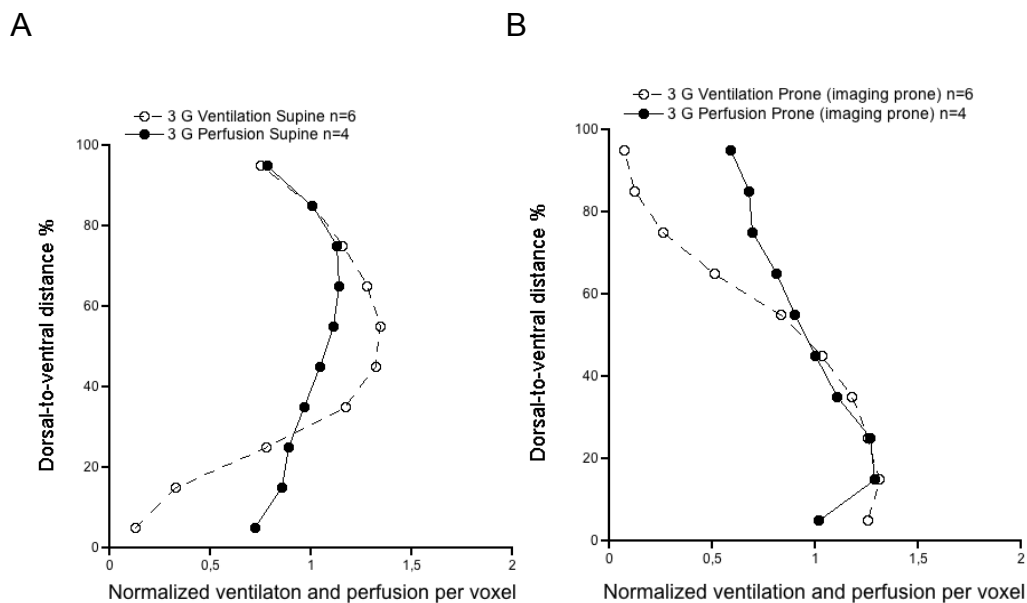 A
3 G Ventilation Supine n=6
3 G Perfusion Supine n=4
100
80
60
40
20
0
Dorsal-to-ventral distance %
0
0,5
1
1,5
2
Normalized ventilaton and perfusion per voxel
B
3 G Ventilation Prone (imaging prone) n=6
3 G Perfusion Prone (imaging prone) n=4
100
80
60
40
20
0
Dorsal-to-ventral distance %
0
0,5
1
1,5
2
Normalized ventilation and perfusion per voxel